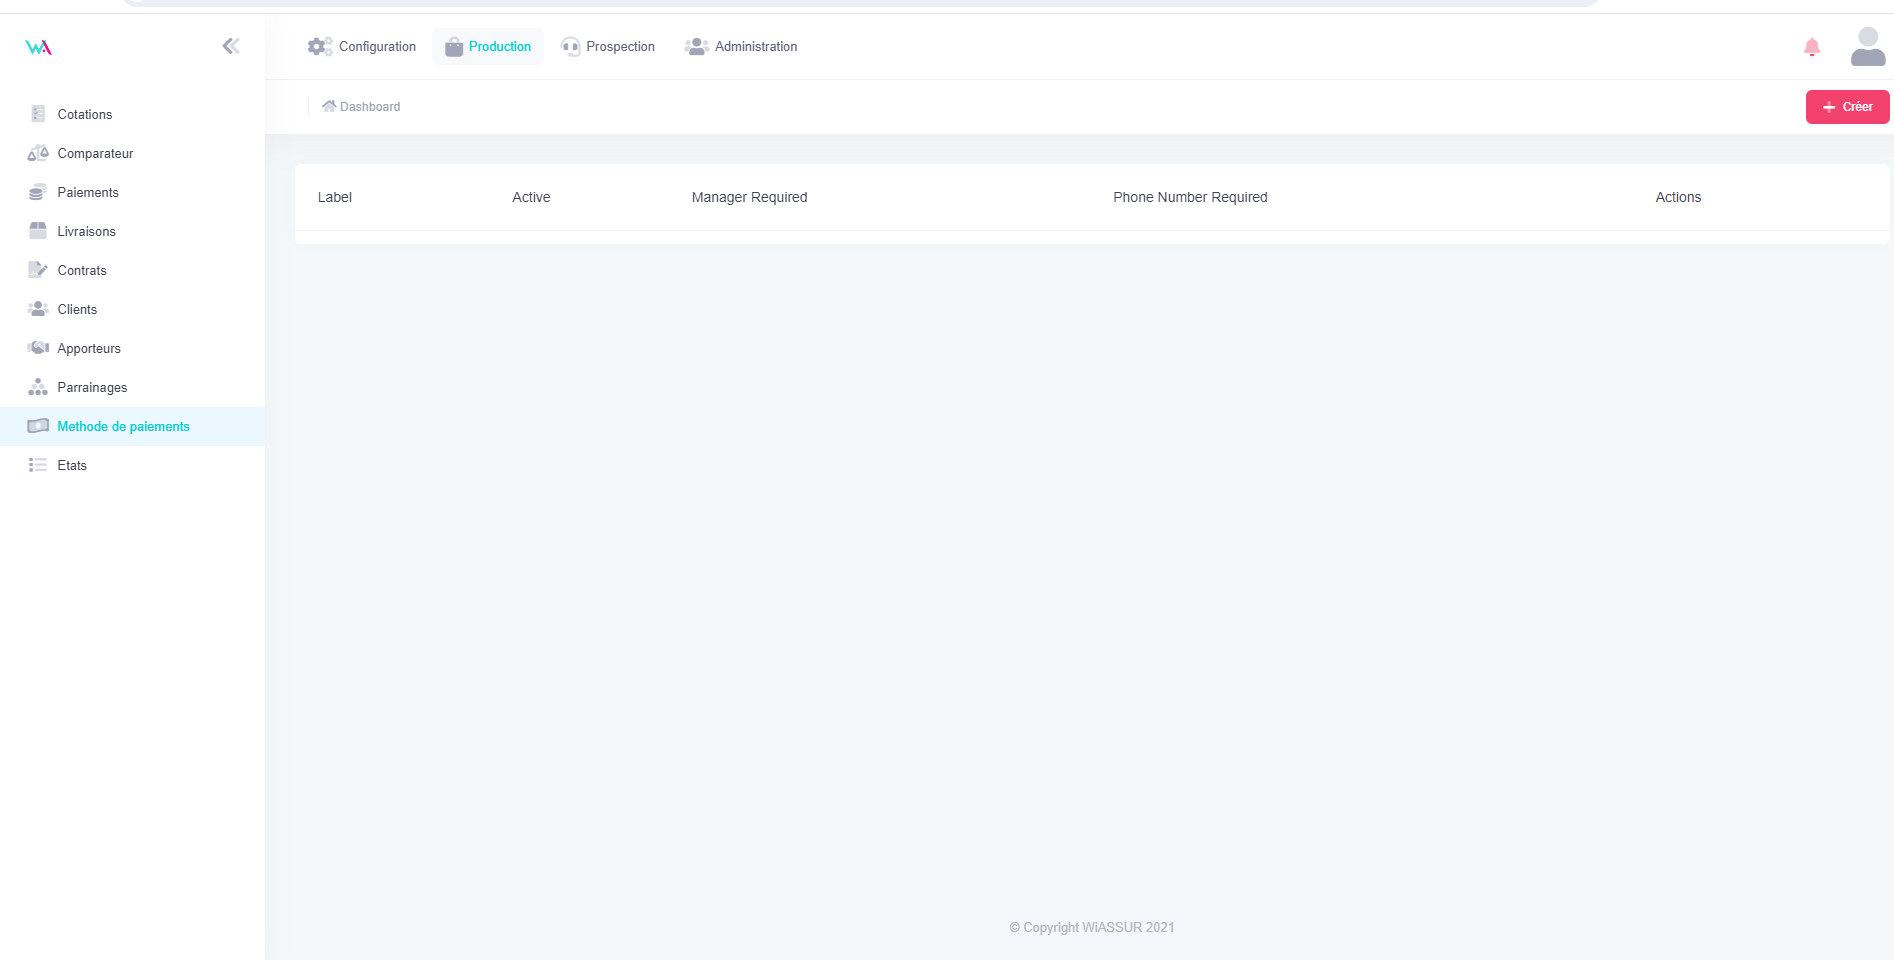 WA
Configuration
Production
Prospection
Administration
Dashboard
Créer
Cotations
Comparateur
Paiements
Livraisons
Contrats
Clients
Apporteurs
Parrainages
Methode de paiements
Etats
Label Active Manager Required Phone Number Required Actions
© Copyright WiASSUR 2021